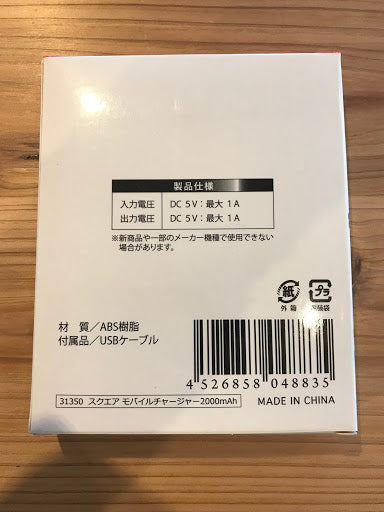 製品仕様
入力電圧 DC 5V：最大 1A
出力電圧 DC 5V：最大 1A
※新商品や一部のメーカー機種で使用できない
場合があります。
紙 プラ
外 箱
材 質／ABS樹脂
付属品／USBケーブル
4 526858 048835
31350 スクエア モバイルチャージャー2000mAh
MADE IN CHINA